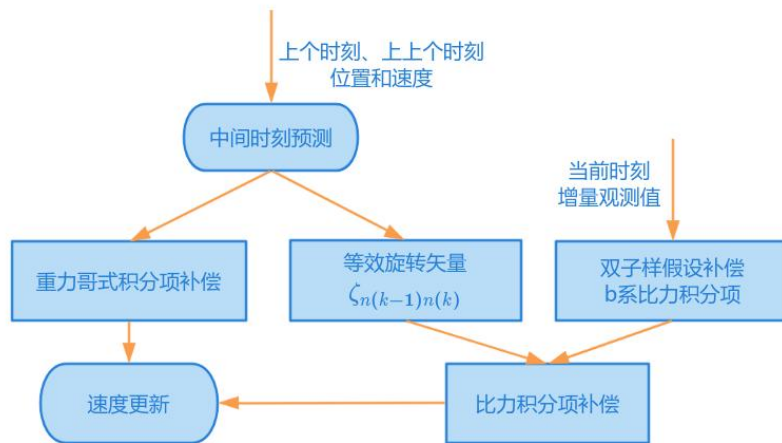 上个时刻、上上个时刻
位置和速度
中间时刻预测
当前时刻
增量观测值
重力哥式积分项补偿
等效旋转矢量
ζn(k−1)n(k)
双子样假设补偿
b系比力积分项
速度更新
比力积分项补偿